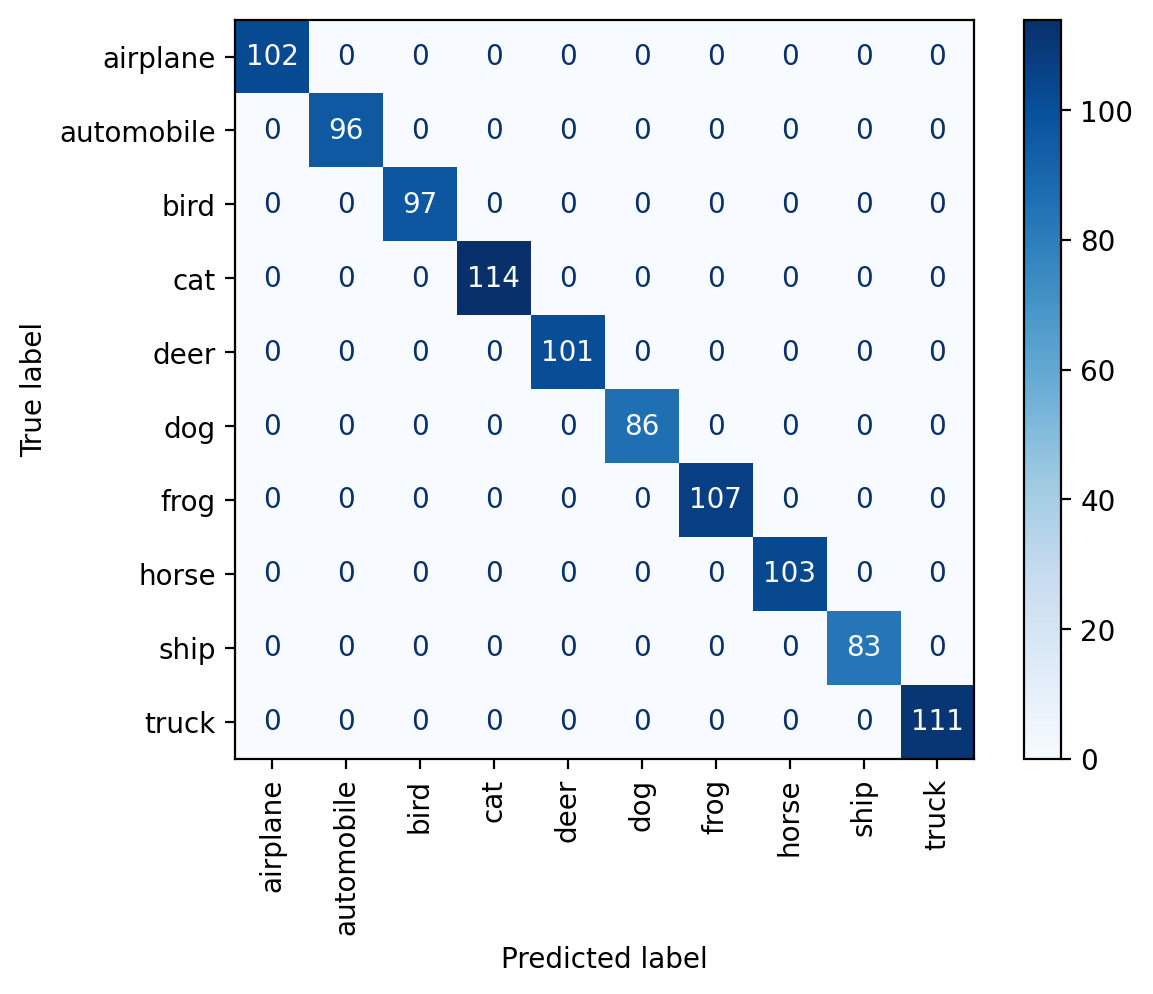 airplane 102 0 0 0 0 0 0 0 0 0
automobile 0 96 0 0 0 0 0 0 0 0
bird 0 0 97 0 0 0 0 0 0 0
cat 0 0 0 114 0 0 0 0 0 0
deer 0 0 0 0 101 0 0 0 0 0
dog 0 0 0 0 0 86 0 0 0 0
frog 0 0 0 0 0 0 107 0 0 0
horse 0 0 0 0 0 0 0 103 0 0
ship 0 0 0 0 0 0 0 0 83 0
truck 0 0 0 0 0 0 0 0 0 111
True label
airplane automobile bird cat deer dog frog horse ship truck
Predicted label
100
80
60
40
20
0